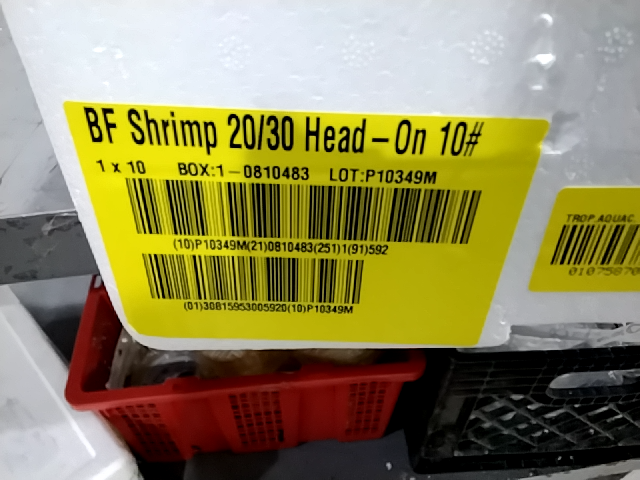 BF Shrimp 20/30 Head-On 10#
1 x 10 BOX:1-0810483 LOT:P10349M
(10)P10349M(21)0810483(251)1(91)592
(01)30815953005920(10)P10349M
TROP.AQUAC
01075870